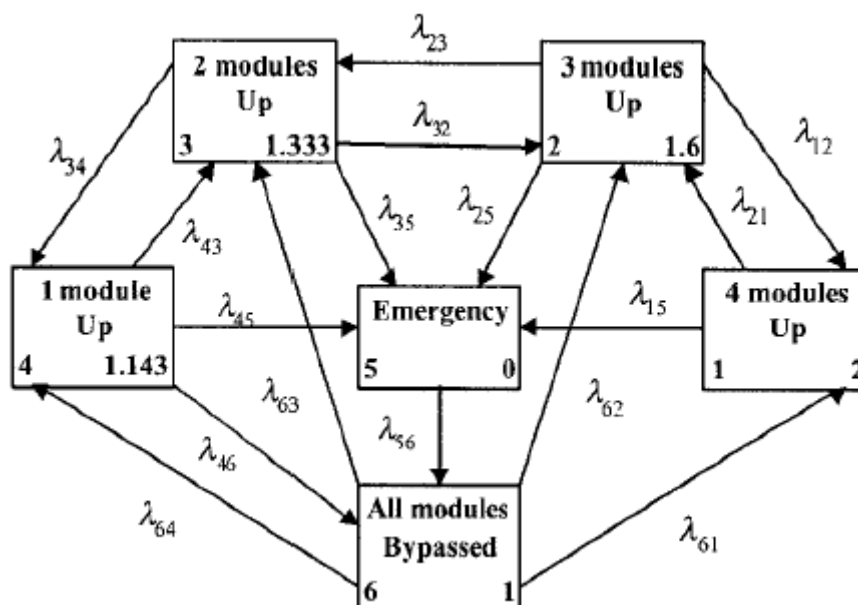 λ23
2 modules
Up
3 1.333
3 modules
Up
2 1.6
λ32
λ34
λ12
λ43
λ35
λ25
λ21
1 module
Up
4 1.143
λ45
Emergency
5 0
λ15
4 modules
Up
1 2
λ63
λ56
λ62
λ46
λ64
All modules
Bypassed
6 1
λ61